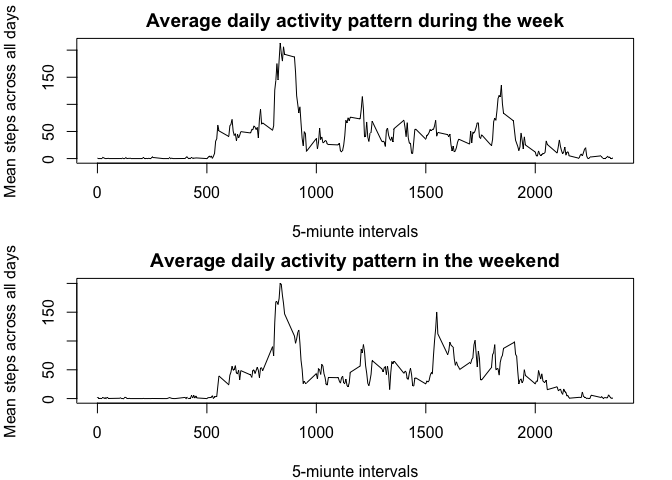 Average daily activity pattern during the week
Mean steps across all days
0
50
150
0
500
1000
1500
2000
5-miunte intervals
Average daily activity pattern in the weekend
Mean steps across all days
0
50
150
0
500
1000
1500
2000
5-miunte intervals